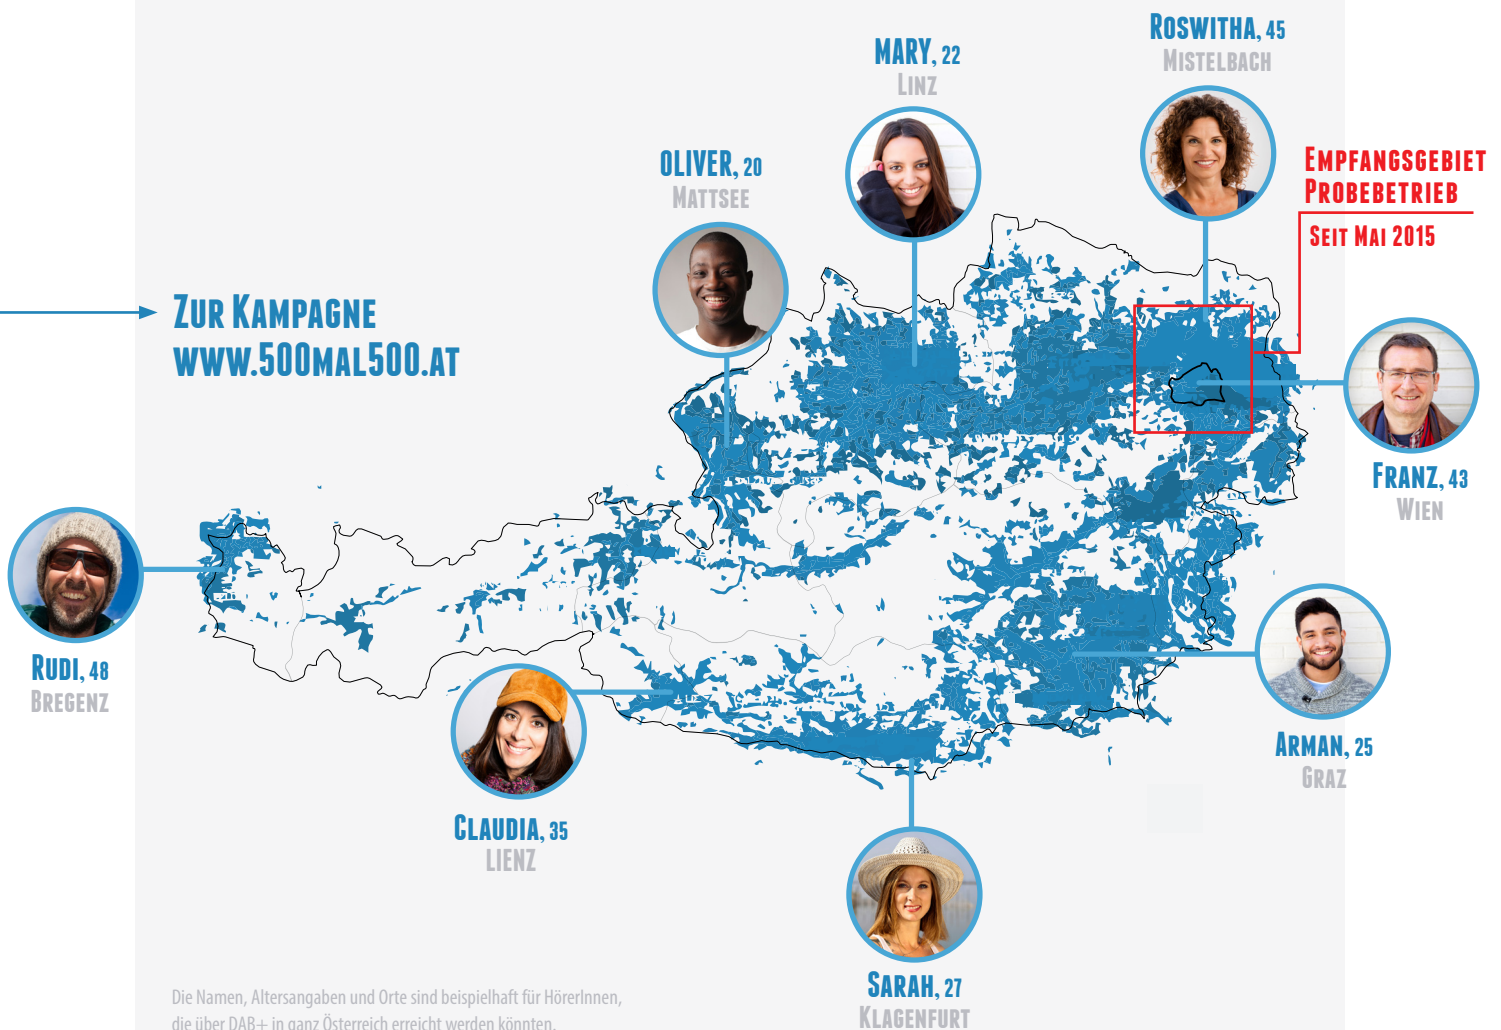 ROSWITHA, 45
MISTELBACH
MARY, 22
LINZ
OLIVER, 20
MATTSEE
EMPFANGSGEBIET
PROBEBETRIEB
SEIT MAI 2015
ZUR KAMPAGNE
WWW.500MAL500.AT
FRANZ, 43
WIEN
RUDI, 48
BREGENZ
ARMAN, 25
GRAZ
CLAUDIA, 35
LIENZ
SARAH, 27
KLAGENFURT
Die Namen, Altersangaben und Orte sind beispielhaft für HörerInnen,
die über DAB+ in ganz Österreich erreicht werden könnten.